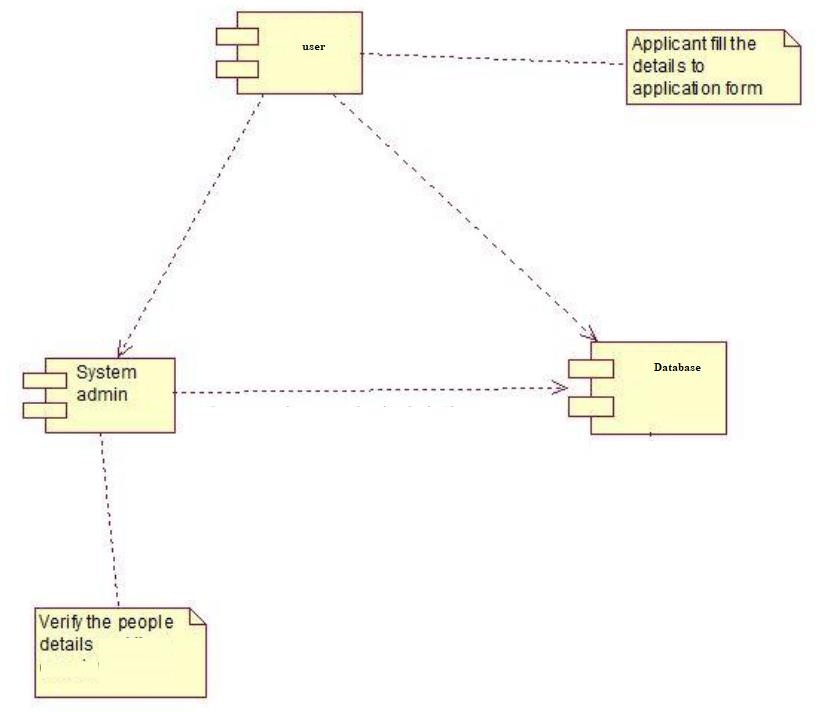 user
Applicant fill the
details to
application form
System
admin
Database
Verify the people
details